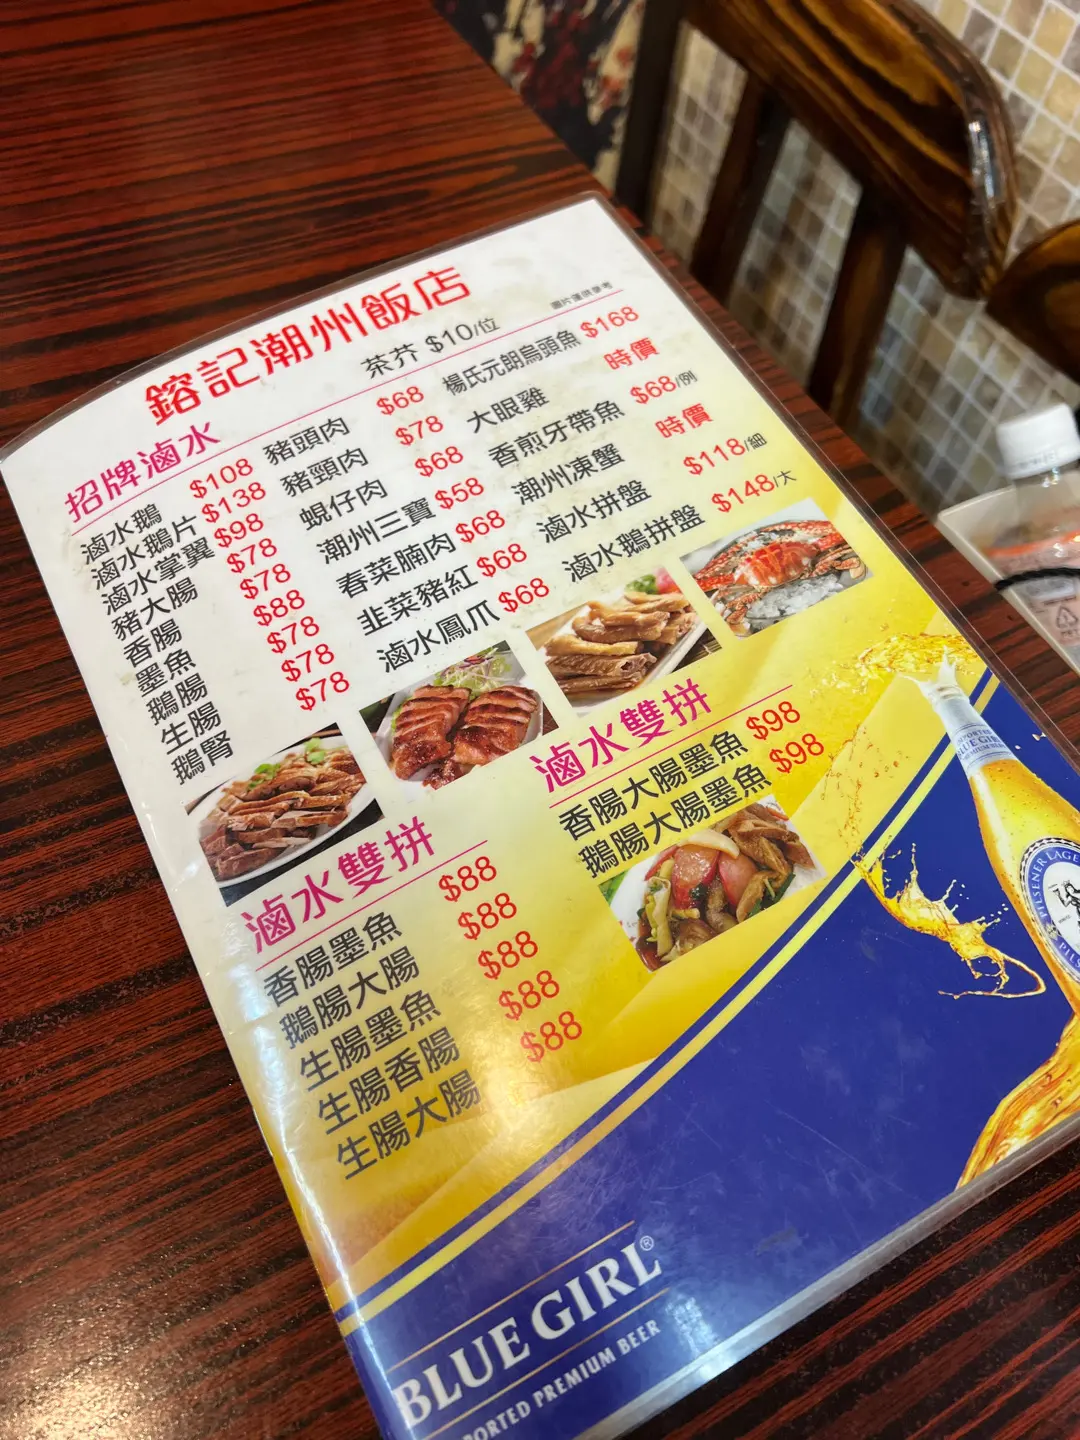 鎔記潮州飯店
茶芥 $10/位
圖片僅供參考
招牌滷水
滷水鵝 $108
滷水鵝片 $138
滷水掌翼 $98
豬大腸 $78
香腸 $78
墨魚 $88
鵝腸 $78
生腸 $78
鵝腎 $78
豬頭肉 $68
豬頸肉 $78
蜆仔肉 $68
潮州三寶 $58
春菜腩肉 $68
韭菜豬紅 $68
滷水鳳爪 $68
楊氏元朗烏頭魚 $168
大眼雞 時價
香煎牙帶魚 $68/例
潮州凍蟹 時價
滷水拼盤 $118/細
滷水鵝拼盤 $148/大
滷水雙拼
香腸墨魚 $88
鵝腸大腸 $88
生腸墨魚 $88
生腸香腸 $88
生腸大腸 $88
滷水雙拼
香腸大腸墨魚 $98
鵝腸大腸墨魚 $98
BLUE GIRL®
PORTED PREMIUM BEER
PILSENER LAGE